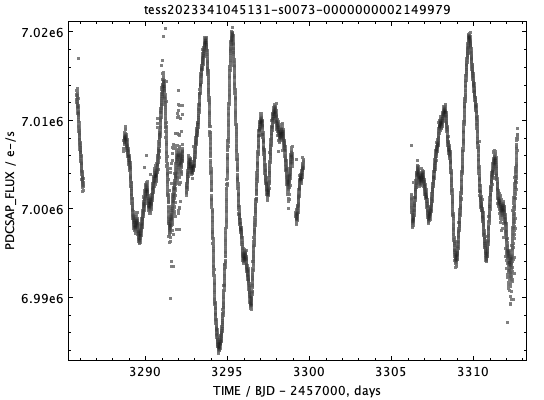 tess2023341045131-s0073-0000000002149979
7.02e6
7.01e6
7.00e6
6.99e6
PDCSAP_FLUX / e-/s
3290 3295 3300 3305 3310
TIME / BJD - 2457000, days